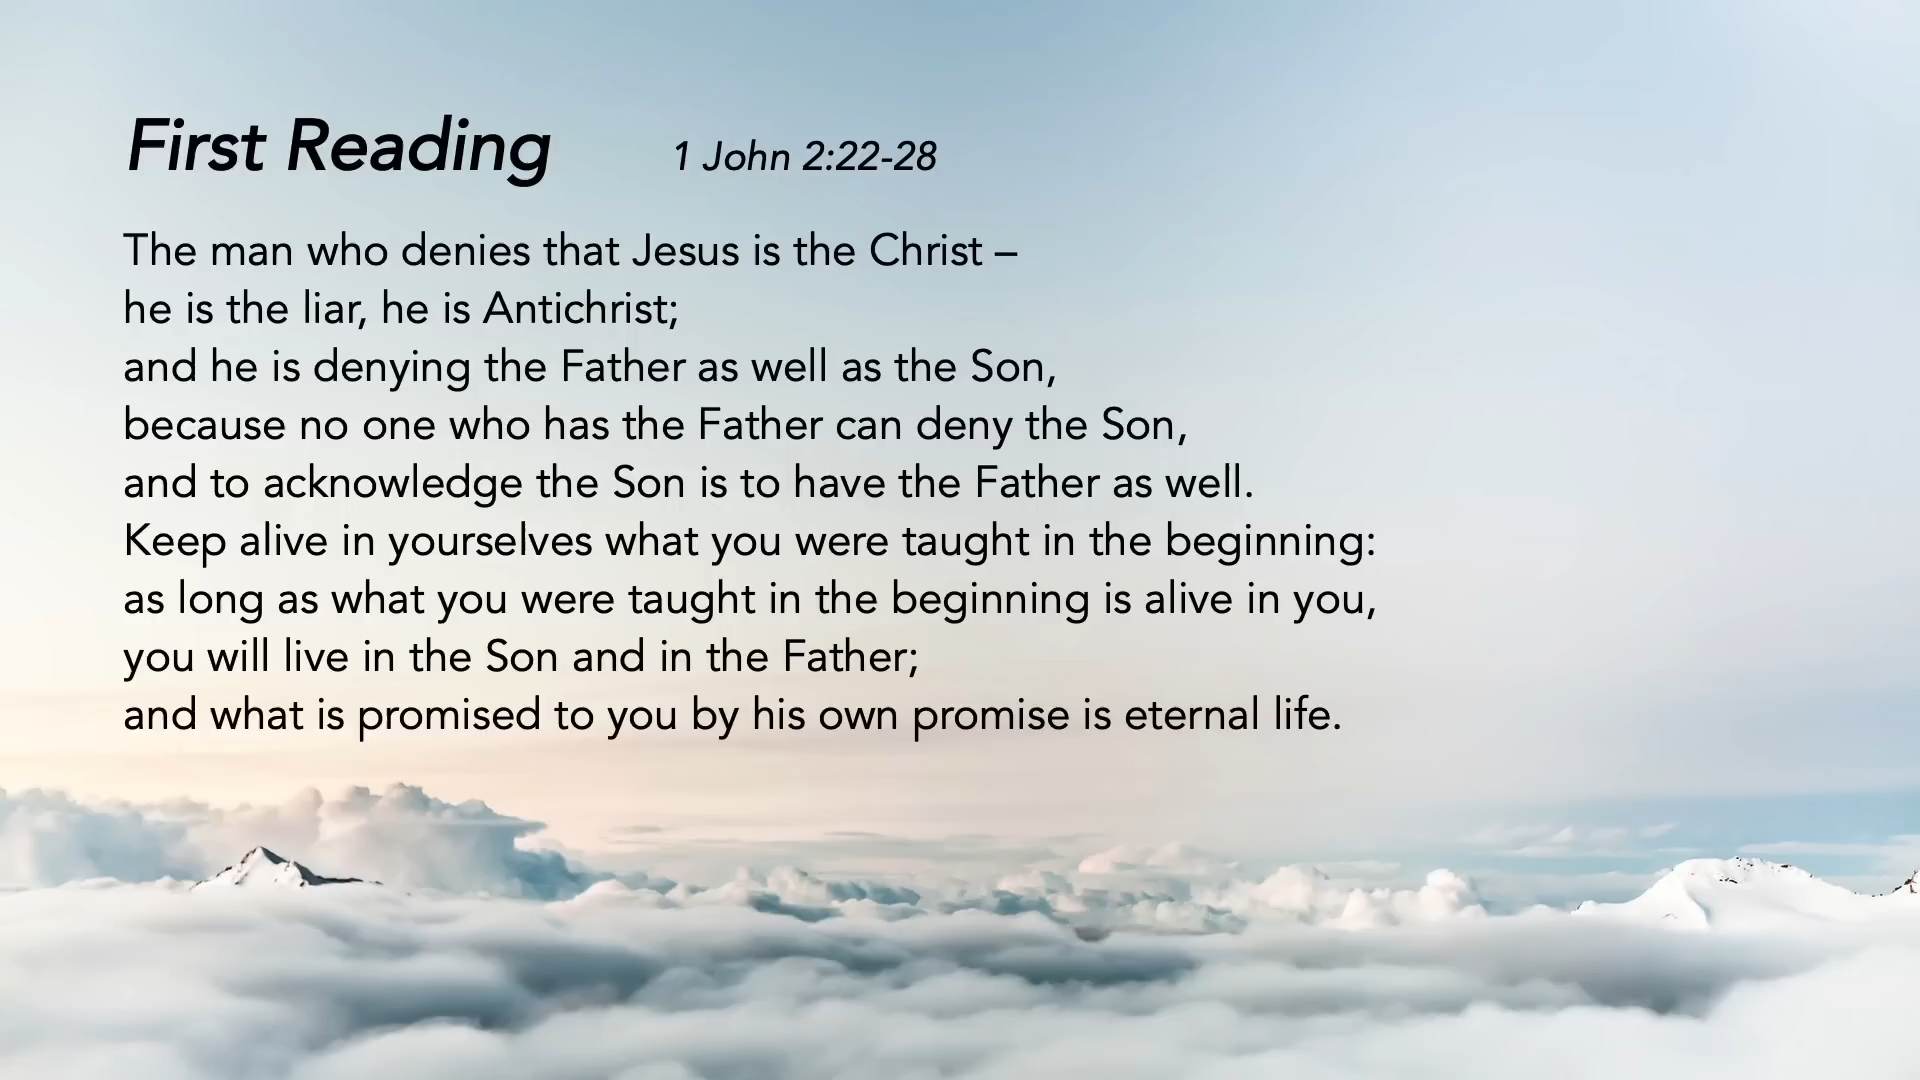 First Reading 1 John 2:22-28
The man who denies that Jesus is the Christ –
he is the liar, he is Antichrist;
and he is denying the Father as well as the Son,
because no one who has the Father can deny the Son,
and to acknowledge the Son is to have the Father as well.
Keep alive in yourselves what you were taught in the beginning:
as long as what you were taught in the beginning is alive in you,
you will live in the Son and in the Father;
and what is promised to you by his own promise is eternal life.